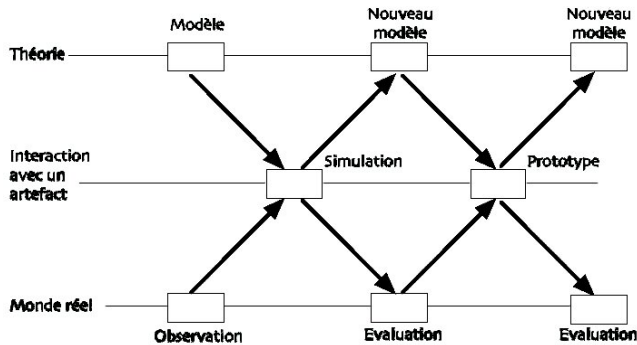 Modèle
Nouveau
modèle
Nouveau
modèle
Théorie
Interaction
avec un
artefact
Simulation
Prototype
Monde réel
Observation
Evaluation
Evaluation